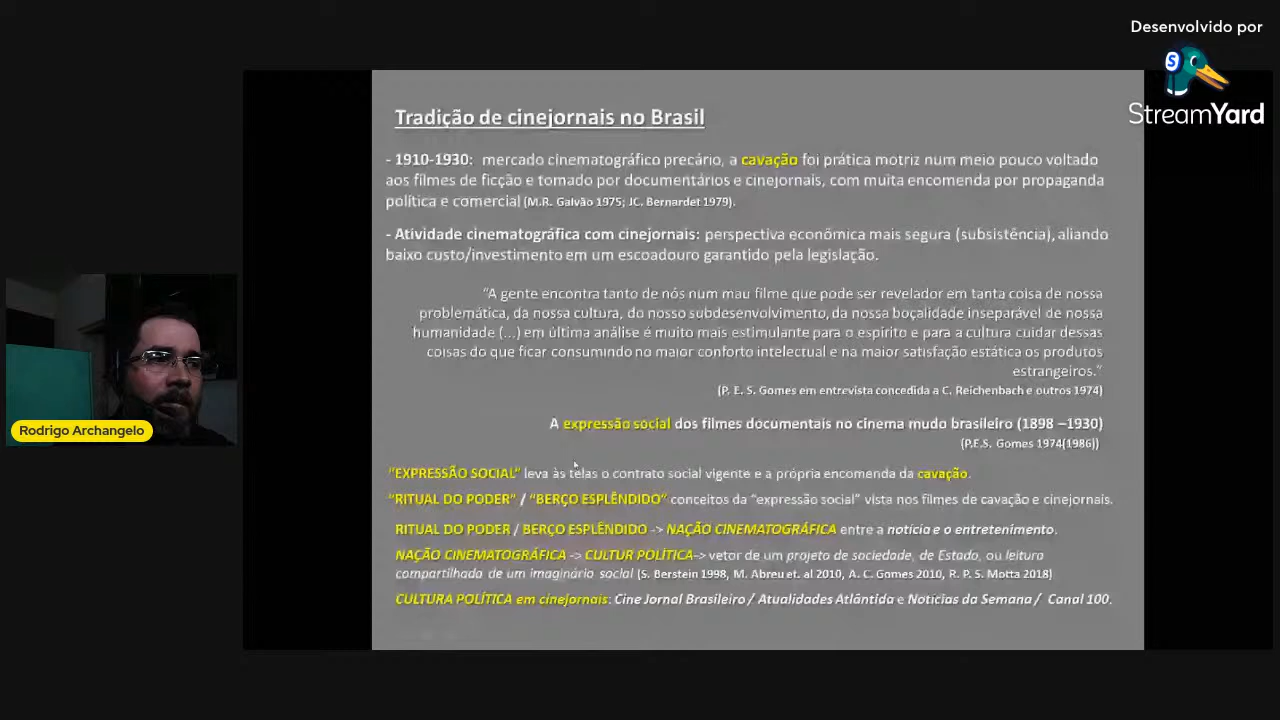 Desenvolvido por
StreamYard
Tradição de cinejornais no Brasil
- 1910-1930: mercado cinematográfico precário, a cavação foi prática motriz num meio pouco voltado
aos filmes de ficção e tomado por documentários e cinejornais, com muita encomenda por propaganda
política e comercial (M.R. Galvão 1975; JC. Bernardet 1979).
- Atividade cinematográfica com cinejornais: perspectiva econômica mais segura (subsistência), aliando
baixo custo/investimento em um escoadouro garantido pela legislação.
"A gente encontra tanto de nós num mau filme que pode ser revelador em tanta coisa de nossa
problemática, da nossa cultura, do nosso subdesenvolvimento, da nossa boçalidade inseparável de nossa
humanidade (...) em última análise é muito mais estimulante para o espírito e para a cultura cuidar dessas
coisas do que ficar consumindo no maior conforto intelectual e na maior satisfação estática os produtos
estrangeiros."
(P. E. S. Gomes em entrevista concedida a C. Reichenbach e outros 1974)
A expressão social dos filmes documentais no cinema mudo brasileiro (1898 –1930)
(P.E.S. Gomes 1974(1986))
"EXPRESSÃO SOCIAL" leva às telas o contrato social vigente e a própria encomenda da cavação.
"RITUAL DO PODER" / "BERÇO ESPLÊNDIDO" conceitos da "expressão social" vista nos filmes de cavação e cinejornais.
RITUAL DO PODER / BERÇO ESPLÊNDIDO -> NAÇÃO CINEMATOGRÁFICA entre a notícia e o entretenimento.
NAÇÃO CINEMATOGRÁFICA -> CULTUR POLÍTICA-> vetor de um projeto de sociedade, de Estado, ou leitura
compartilhada de um imaginário social (S. Berstein 1998, M. Abreu et. al 2010, A. C. Gomes 2010, R. P. S. Motta 2018)
CULTURA POLÍTICA em cinejornais: Cine Jornal Brasileiro / Atualidades Atlântida e Notícias da Semana / Canal 100.
Rodrigo Archangelo